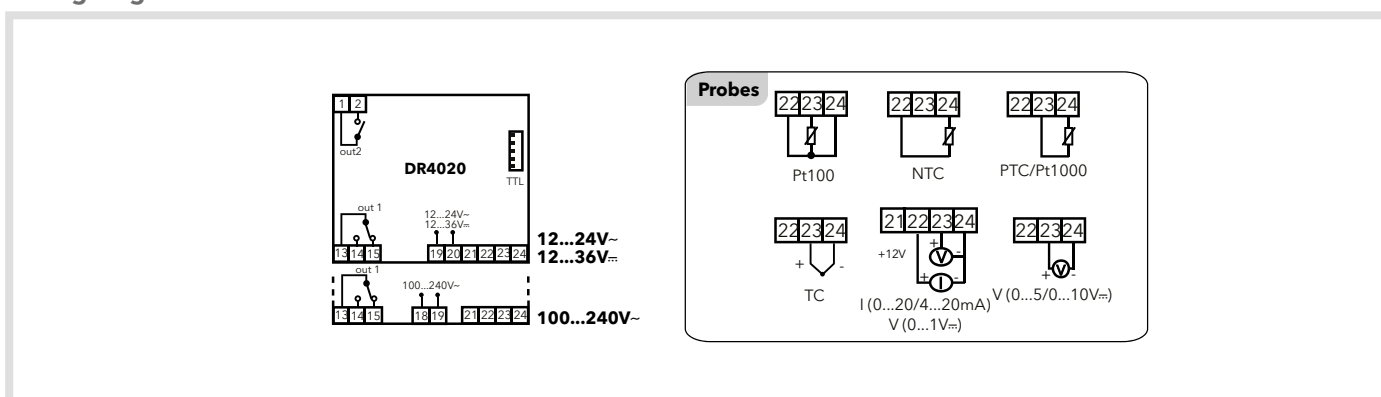 1 2
out2
DR4020
TTL
out 1
12...24V~
12...36V⎓
13 14 15 19 20 21 22 23 24
12...24V~
12...36V⎓
out 1
100...240V~
13 14 15 18 19 21 22 23 24
100...240V~
Probes
22 23 24
Pt100
22 23 24
NTC
22 23 24
PTC/Pt1000
22 23 24
+ -
TC
21 22 23 24
+12V
+ V -
+ I -
I (0...20/4...20mA)
V (0...1V⎓)
22 23 24
+ V -
V (0...5/0...10V⎓)